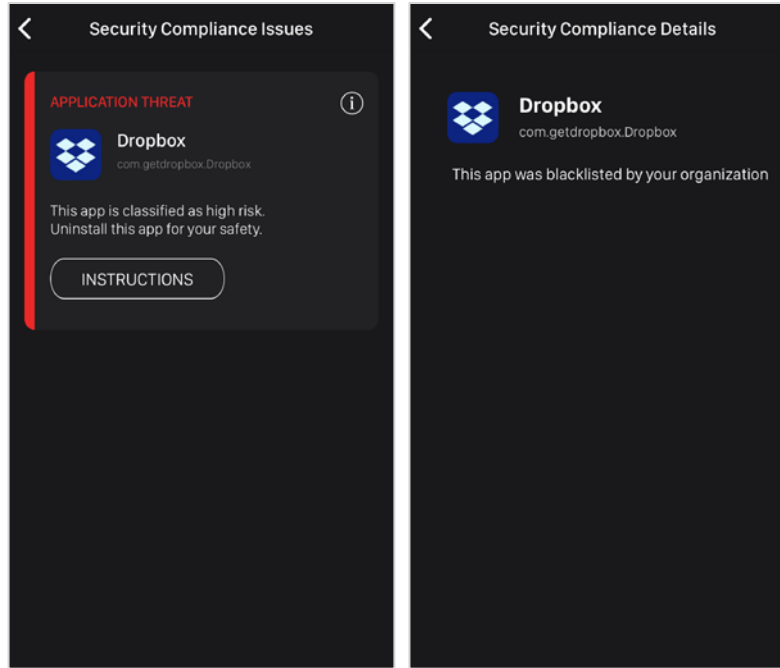 Security Compliance Issues
APPLICATION THREAT
Dropbox
com.getdropbox.Dropbox
This app is classified as high risk.
Uninstall this app for your safety.
INSTRUCTIONS
Security Compliance Details
Dropbox
com.getdropbox.Dropbox
This app was blacklisted by your organization